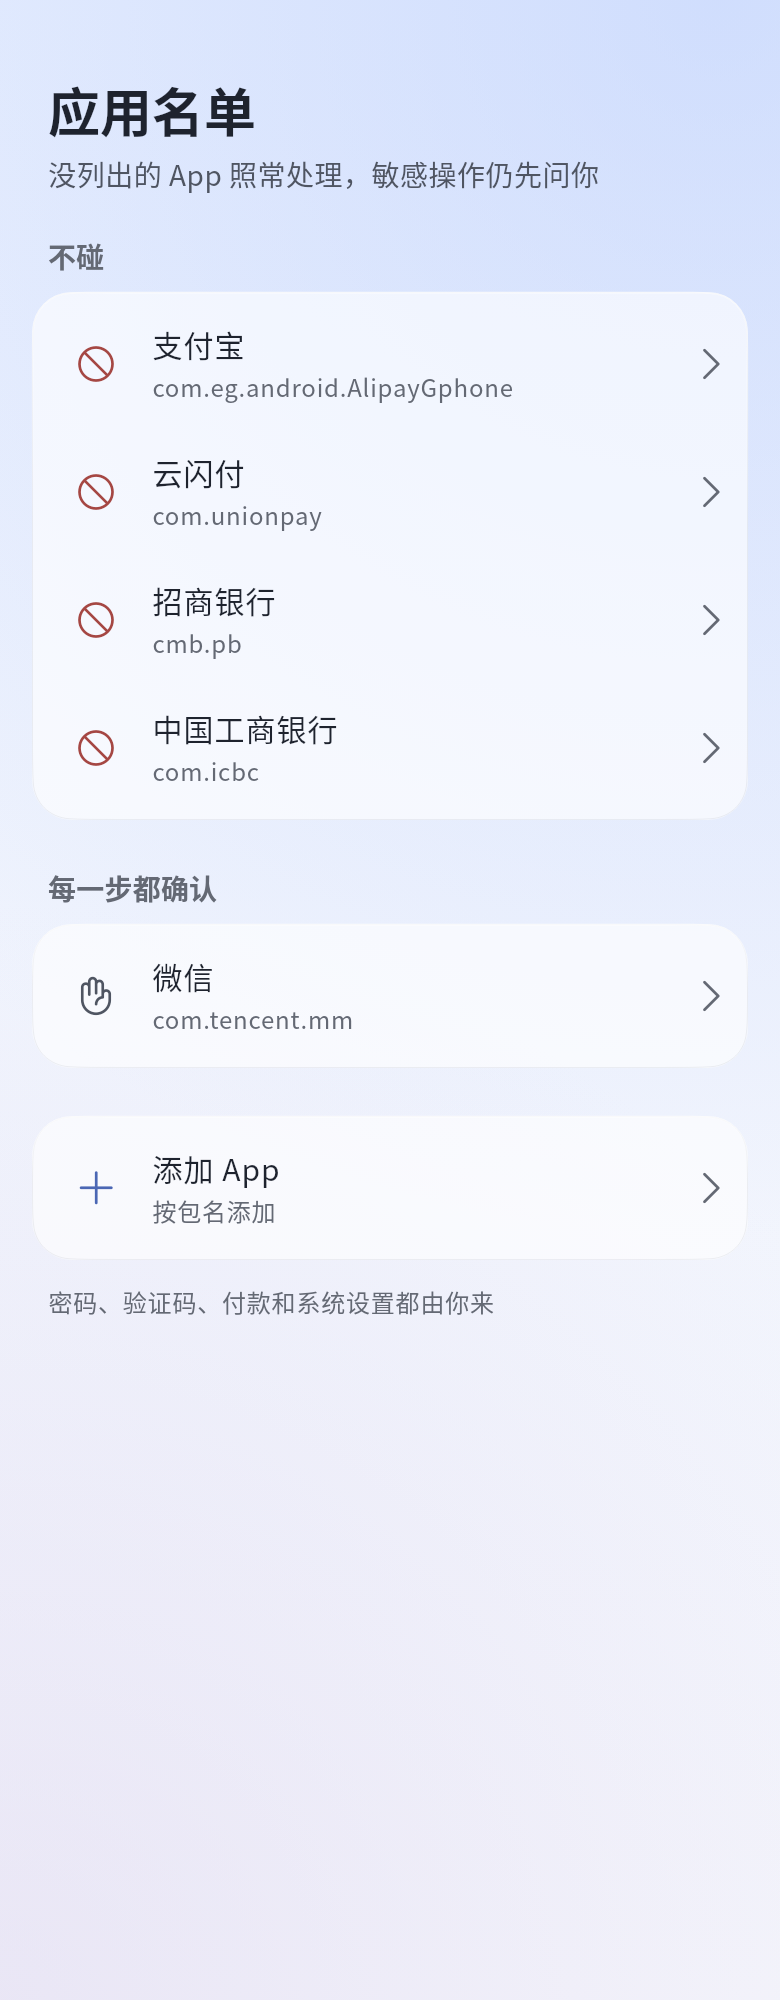 应用名单
没列出的 App 照常处理，敏感操作仍先问你
不碰
支付宝
com.eg.android.AlipayGphone
云闪付
com.unionpay
招商银行
cmb.pb
中国工商银行
com.icbc
每一步都确认
微信
com.tencent.mm
添加 App
按包名添加
密码、验证码、付款和系统设置都由你来